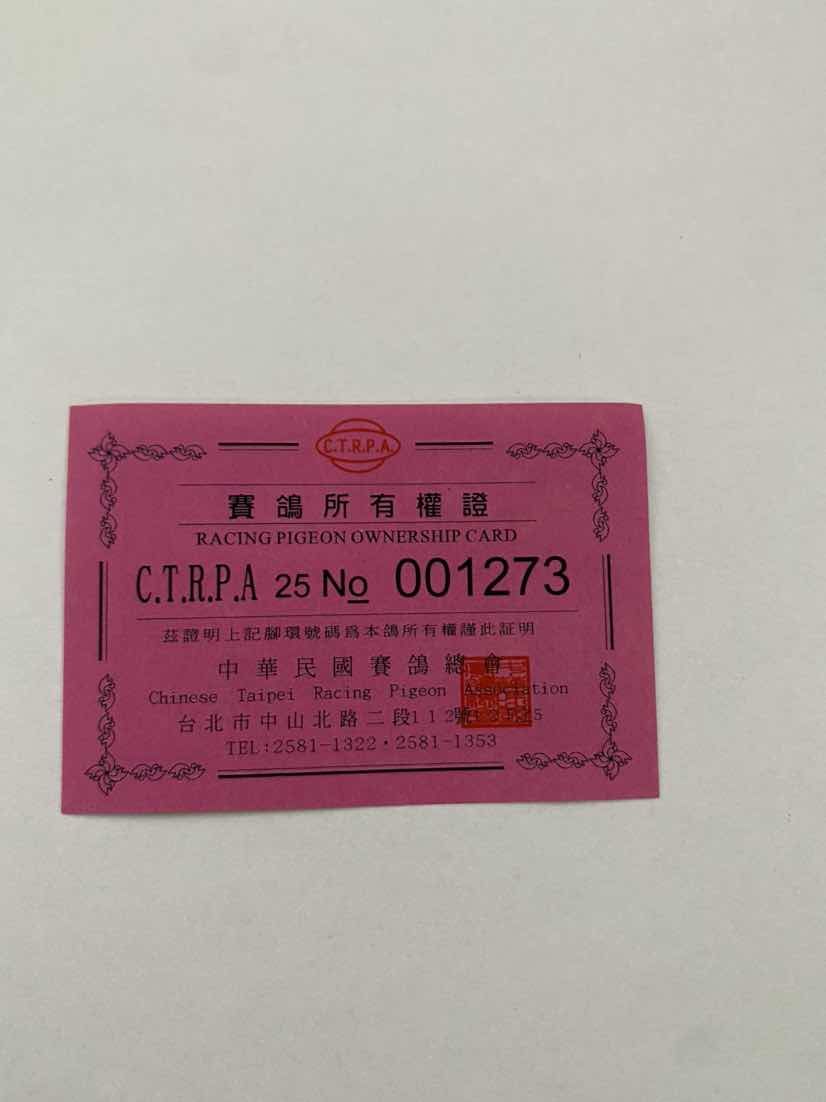 C.T.R.P.A.
賽鴿所有權證
RACING PIGEON OWNERSHIP CARD
C.T.R.P.A 25 No 001273
茲證明上記腳環號碼爲本鴿所有權謹此証明
中華民國賽鴿總會
Chinese Taipei Racing Pigeon Association
台北市中山北路二段112號
TEL:2581-1322·2581-1353